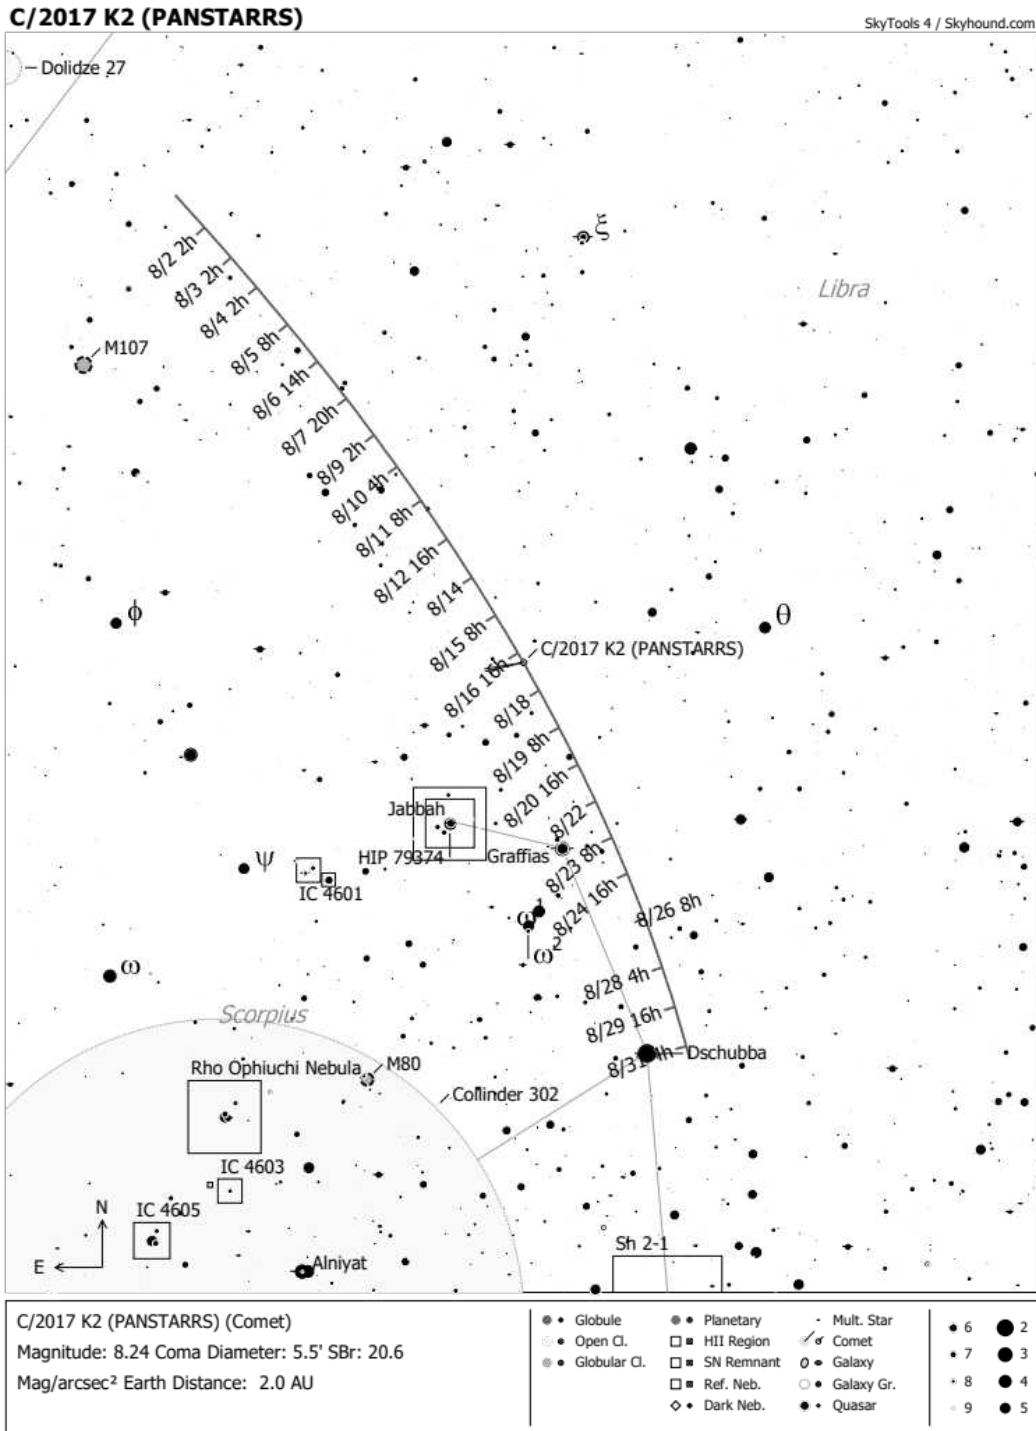 C/2017 K2 (PANSTARRS)
SkyTools 4 / Skyhound.com
Dolidze 27
ξ
8/2 2h
8/3 2h
Libra
8/4 2h
8/5 8h
M107
8/6 14h
8/7 20h
8/9 2h
8/10 4h
8/11 8h
8/12 16h
8/14
ϕ
θ
8/15 8h
C/2017 K2 (PANSTARRS)
8/16 16h
8/18
8/19 8h
8/20 16h
Jabbah
8/22
HIP 79374
Graffias
ψ
8/23 8h
IC 4601
8/24 16h
8/26 8h
ω1
ω2
ω
8/28 4h
Scorpius
8/29 16h
8/31 4h
Dschubba
Rho Ophiuchi Nebula
M80
Collinder 302
IC 4603
IC 4605
N
E
Alniyat
Sh 2-1
C/2017 K2 (PANSTARRS) (Comet)
Magnitude: 8.24 Coma Diameter: 5.5' SBr: 20.6
Mag/arcsec² Earth Distance: 2.0 AU
Globule
Open Cl.
Globular Cl.
Planetary
HII Region
SN Remnant
Ref. Neb.
Dark Neb.
Mult. Star
Comet
Galaxy
Galaxy Gr.
Quasar
6
7
8
9
2
3
4
5